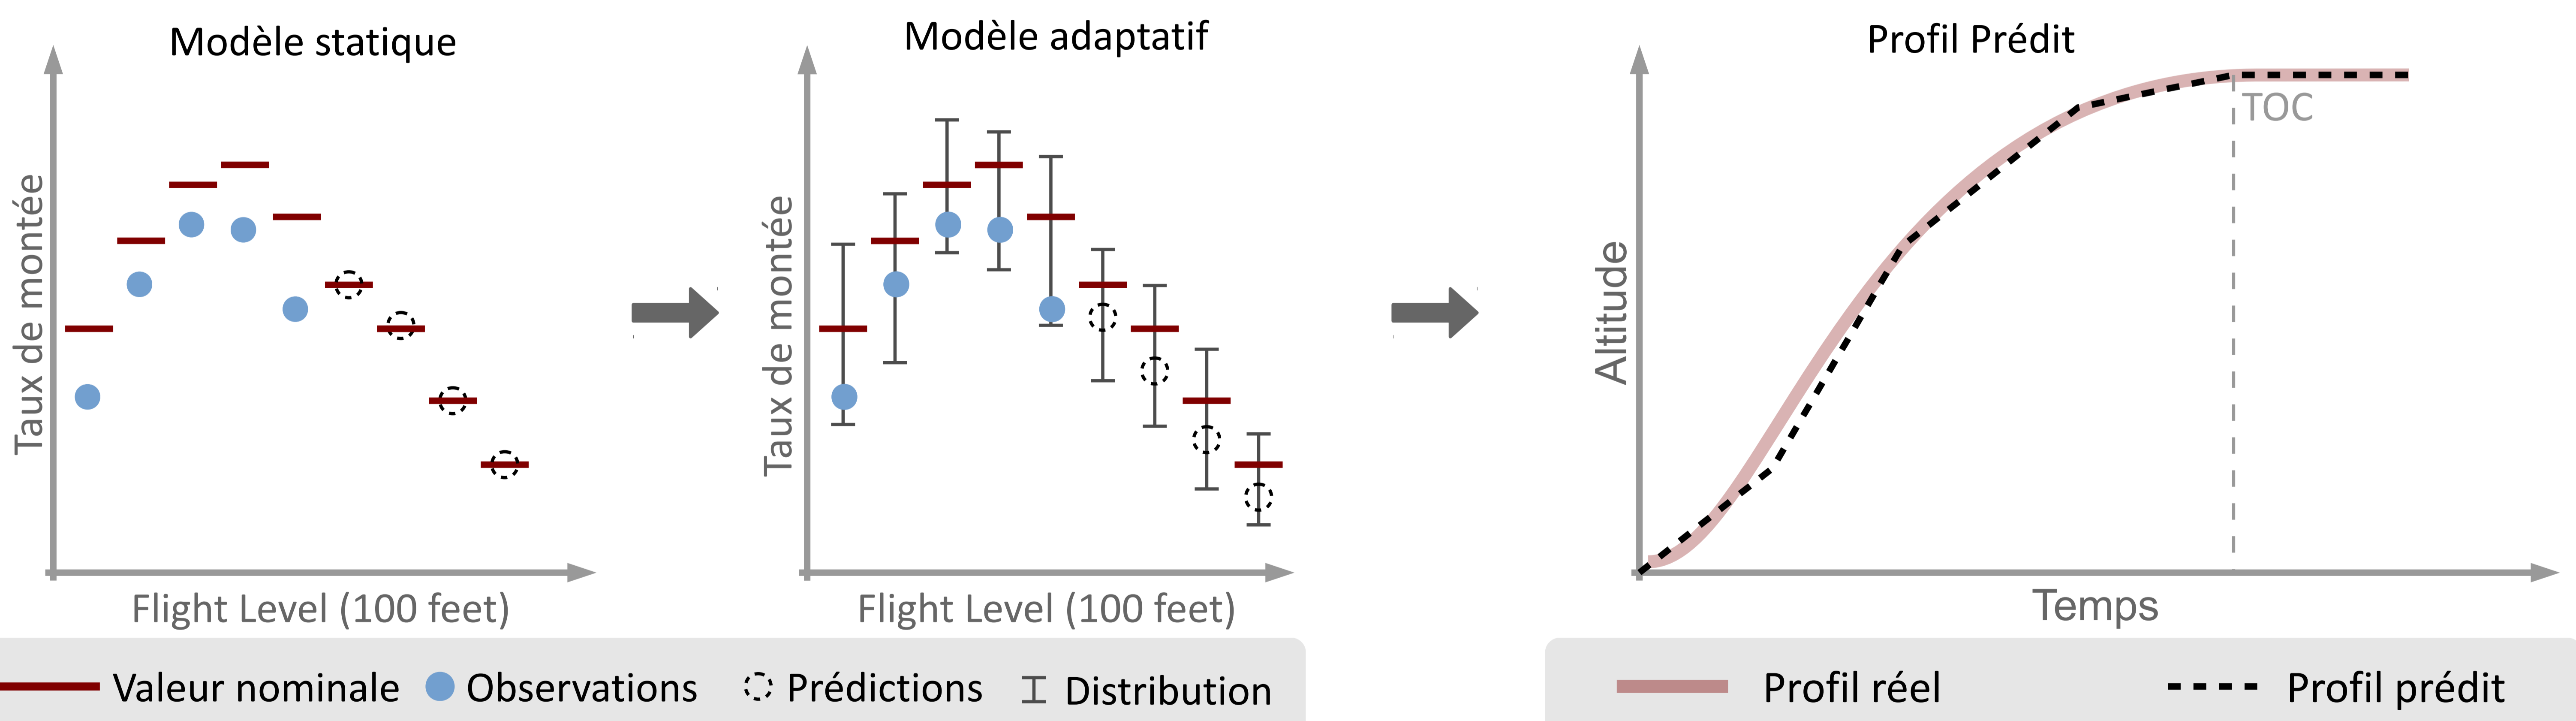 Modèle statique
Taux de montée
Flight Level (100 feet)
Modèle adaptatif
Taux de montée
Flight Level (100 feet)
Profil Prédit
Altitude
TOC
Temps
Valeur nominale
Observations
Prédictions
Distribution
Profil réel
Profil prédit